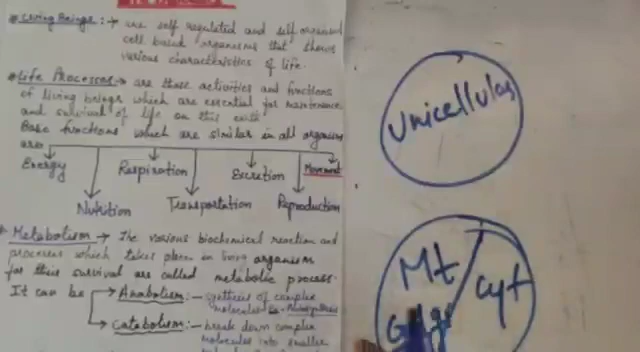 * Living Beings :→ are self regulated and self organised
cell based organisms that shows
various characteristics of life.
* Life Processes→ are those activities and functions
of living beings which are essential for maintenance
and survival of life on this earth
Base functions which are similar in all organisms
are
Energy
Respiration
Excretion
Movement
Nutrition
Transportation
Reproduction
* Metabolism → The various biochemical reaction and
processes which takes place in living organism
for their survival are called metabolic process.
It can be → Anabolism :- synthesis of complex
molecules
→ Catabolism :- break down complex
molecules into smaller
Unicellular
Mt
Cyt